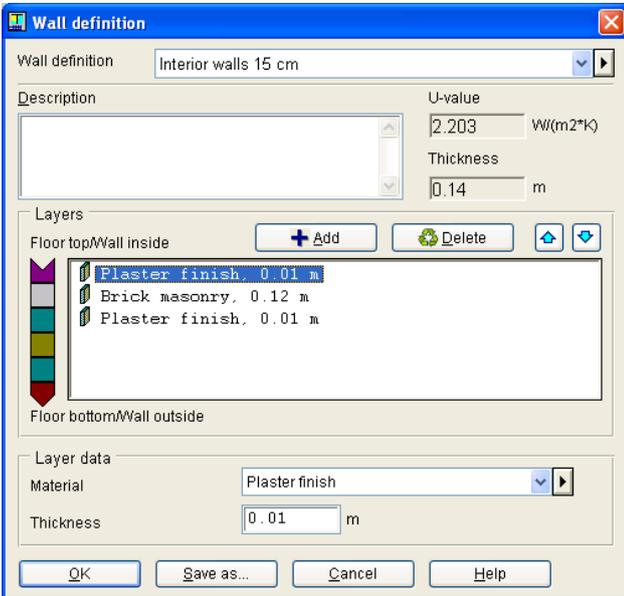 Wall definition
Wall definition Interior walls 15 cm
Description U-value
2.203 W/(m2*K)
Thickness
0.14 m
Layers
Floor top/Wall inside Add Delete
Plaster finish, 0.01 m
Brick masonry, 0.12 m
Plaster finish, 0.01 m
Floor bottom/Wall outside
Layer data
Material Plaster finish
Thickness 0.01 m
OK Save as... Cancel Help